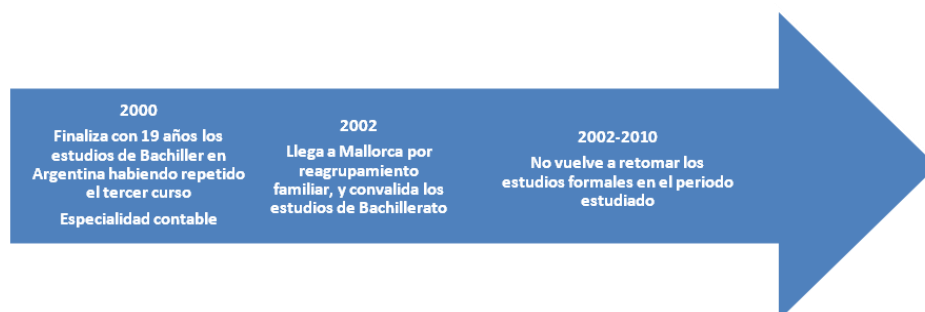 2000
Finaliza con 19 años los
estudios de Bachiller en
Argentina habiendo repetido
el tercer curso
Especialidad contable
2002
Llega a Mallorca por
reagrupamiento
familiar, y convalida los
estudios de Bachillerato
2002-2010
No vuelve a retomar los
estudios formales en el periodo
estudiado